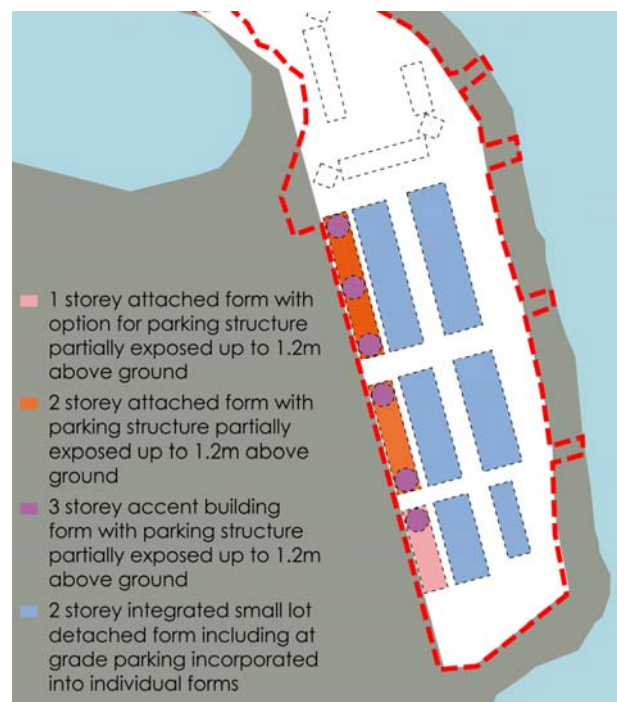 1 storey attached form with
option for parking structure
partially exposed up to 1.2m
above ground
2 storey attached form with
parking structure partially
exposed up to 1.2m above
ground
3 storey accent building
form with parking structure
partially exposed up to 1.2m
above ground
2 storey integrated small lot
detached form including at
grade parking incorporated
into individual forms